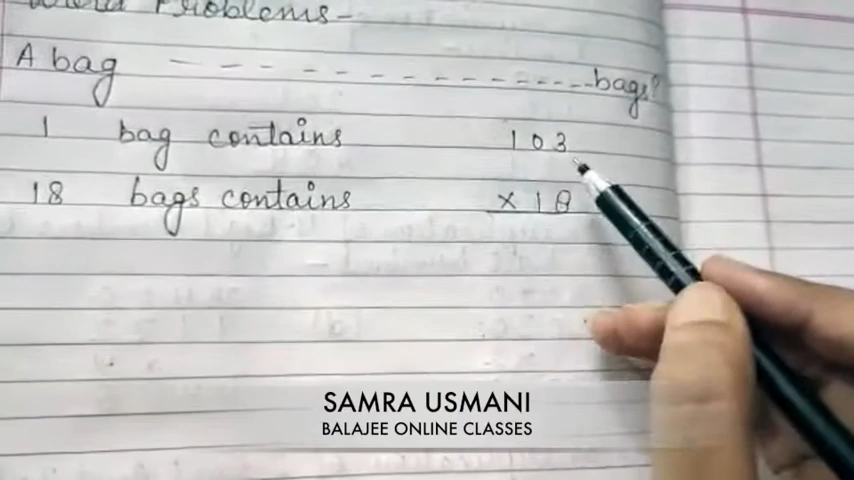 Word Problems-
A bag - - - - - - - - - - - - - - - bags?
1 bag contains 103
18 bags contains × 18
SAMRA USMANI
BALAJEE ONLINE CLASSES